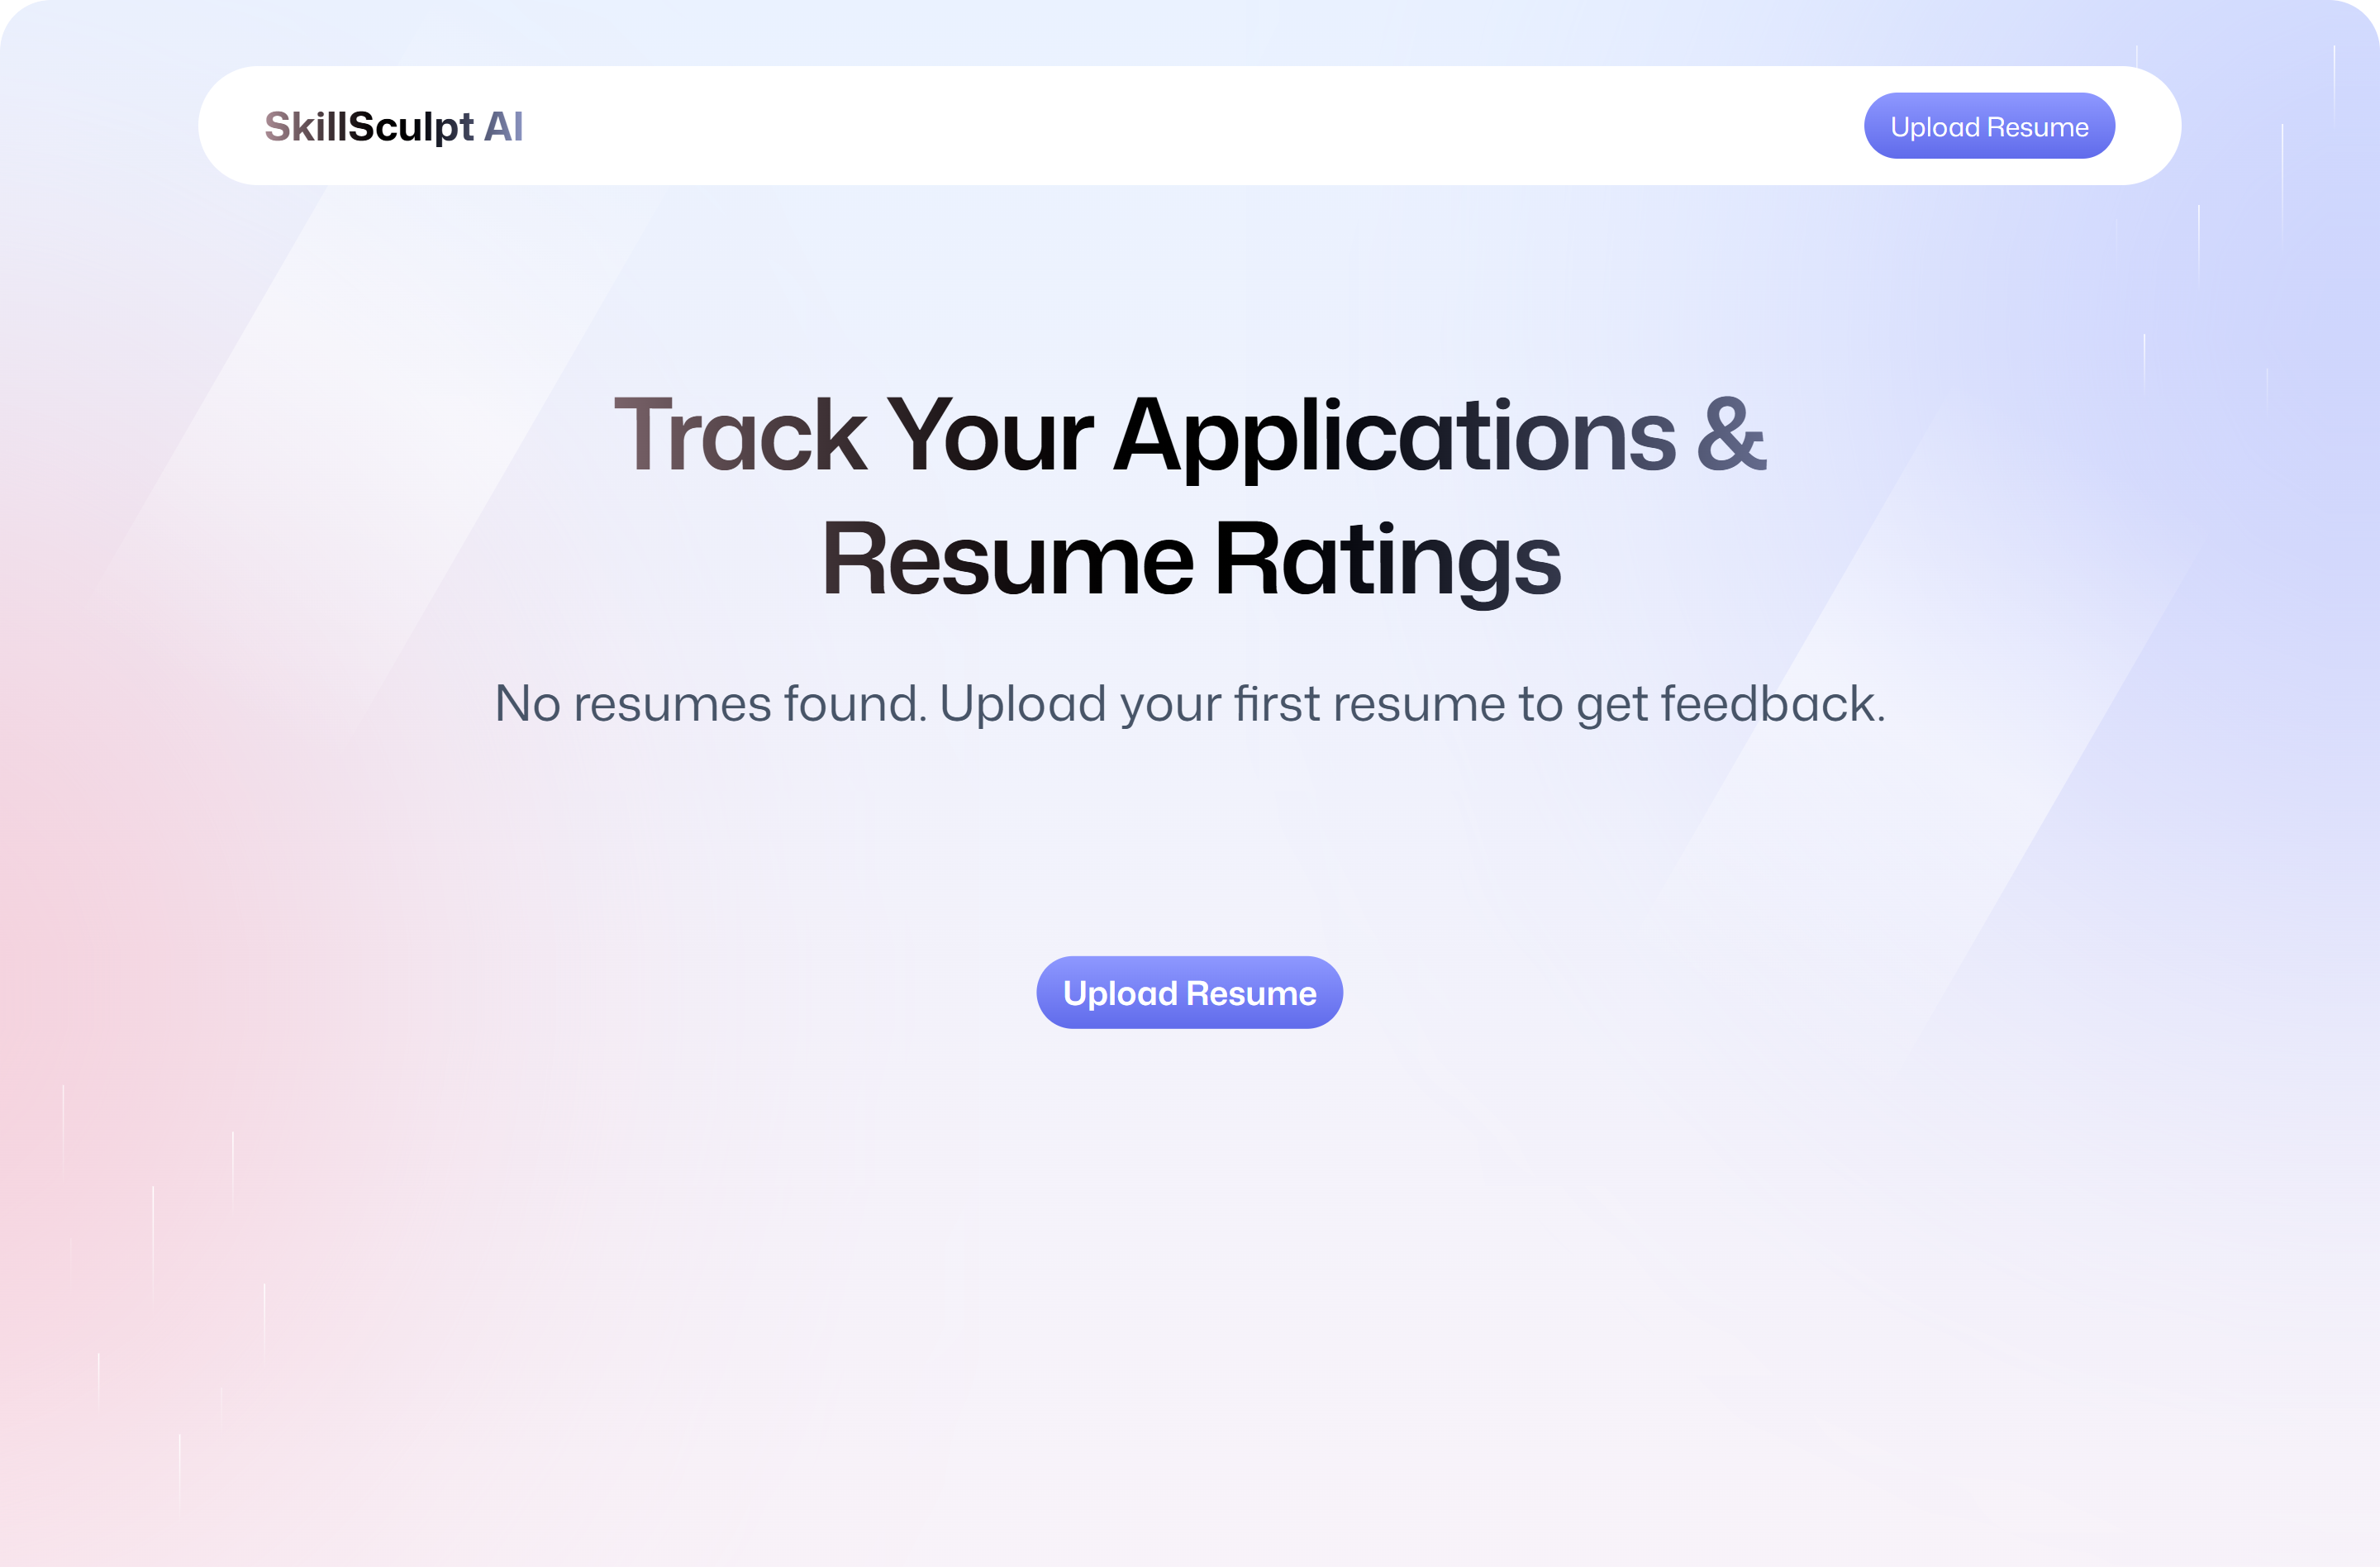 SkillSculpt AI
Upload Resume
Track Your Applications &
Resume Ratings
No resumes found. Upload your first resume to get feedback.
Upload Resume